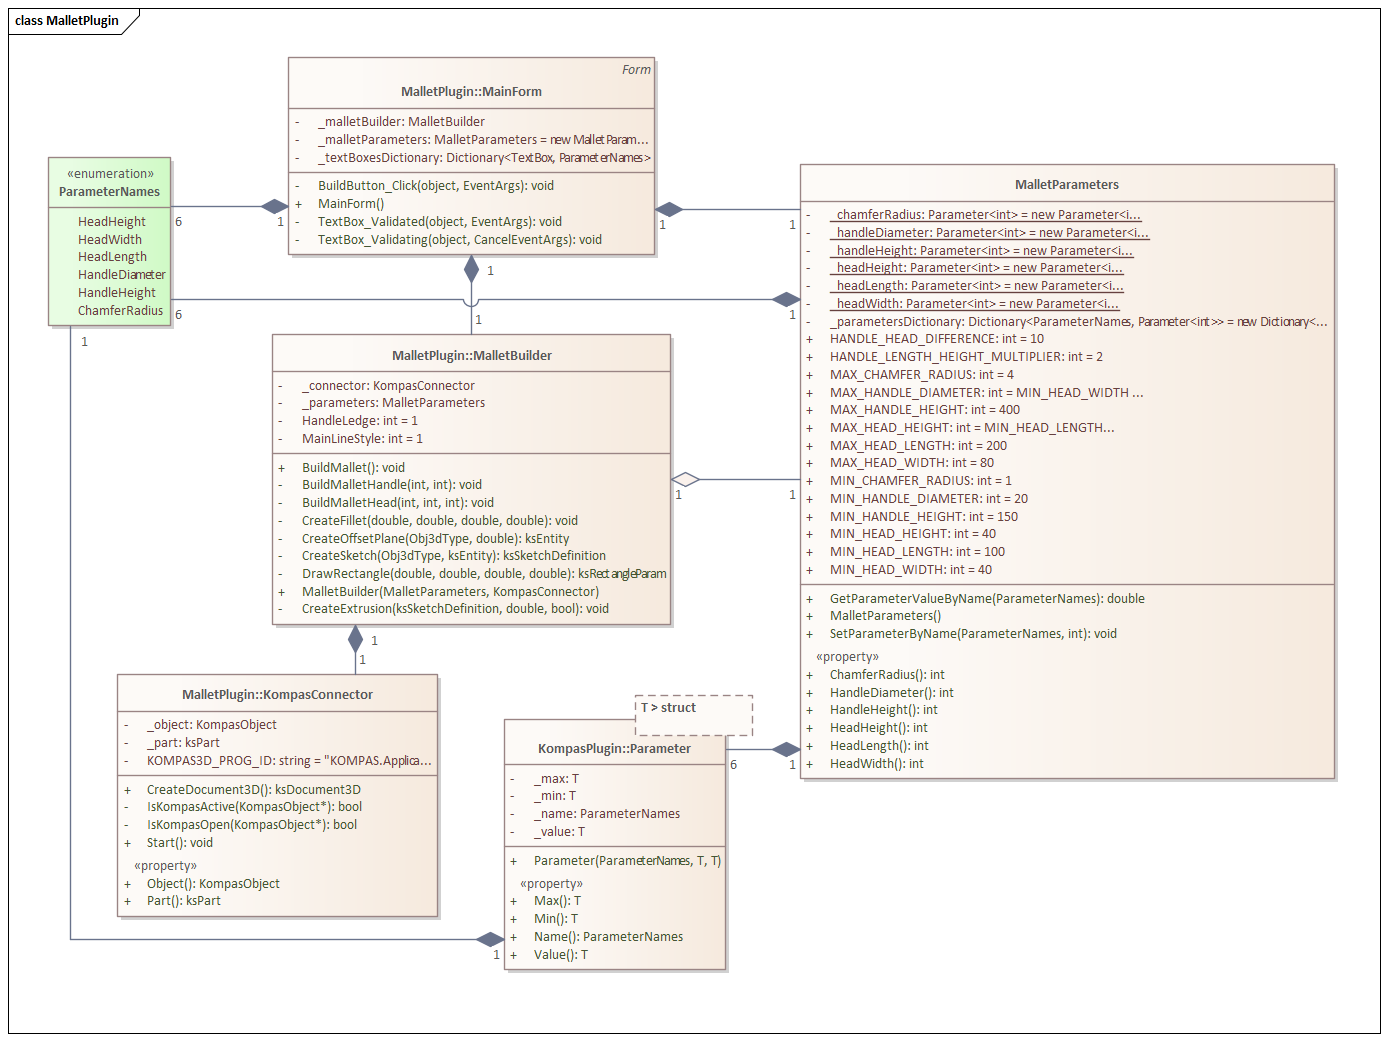 class MalletPlugin
Form
MalletPlugin::MainForm
- _malletBuilder: MalletBuilder
- _malletParameters: MalletParameters = new MalletParam...
- _textBoxesDictionary: Dictionary<TextBox, ParameterNames>
- BuildButton_Click(object, EventArgs): void
+ MainForm()
- TextBox_Validated(object, EventArgs): void
- TextBox_Validating(object, CancelEventArgs): void
«enumeration»
ParameterNames
HeadHeight
HeadWidth
HeadLength
HandleDiameter
HandleHeight
ChamferRadius
6
1
1
1
6
1
1
1
1
MalletParameters
- _chamferRadius: Parameter<int> = new Parameter<i...
- _handleDiameter: Parameter<int> = new Parameter<i...
- _handleHeight: Parameter<int> = new Parameter<i...
- _headHeight: Parameter<int> = new Parameter<i...
- _headLength: Parameter<int> = new Parameter<i...
- _headWidth: Parameter<int> = new Parameter<i...
- _parametersDictionary: Dictionary<ParameterNames, Parameter<int>> = new Dictionary<...
+ HANDLE_HEAD_DIFFERENCE: int = 10
+ HANDLE_LENGTH_HEIGHT_MULTIPLIER: int = 2
+ MAX_CHAMFER_RADIUS: int = 4
+ MAX_HANDLE_DIAMETER: int = MIN_HEAD_WIDTH ...
+ MAX_HANDLE_HEIGHT: int = 400
+ MAX_HEAD_HEIGHT: int = MIN_HEAD_LENGTH...
+ MAX_HEAD_LENGTH: int = 200
+ MAX_HEAD_WIDTH: int = 80
+ MIN_CHAMFER_RADIUS: int = 1
+ MIN_HANDLE_DIAMETER: int = 20
+ MIN_HANDLE_HEIGHT: int = 150
+ MIN_HEAD_HEIGHT: int = 40
+ MIN_HEAD_LENGTH: int = 100
+ MIN_HEAD_WIDTH: int = 40
+ GetParameterValueByName(ParameterNames): double
+ MalletParameters()
+ SetParameterByName(ParameterNames, int): void
«property»
+ ChamferRadius(): int
+ HandleDiameter(): int
+ HandleHeight(): int
+ HeadHeight(): int
+ HeadLength(): int
+ HeadWidth(): int
MalletPlugin::MalletBuilder
- _connector: KompasConnector
- _parameters: MalletParameters
- HandleLedge: int = 1
- MainLineStyle: int = 1
+ BuildMallet(): void
- BuildMalletHandle(int, int): void
- BuildMalletHead(int, int, int): void
- CreateFillet(double, double, double, double): void
- CreateOffsetPlane(Obj3dType, double): ksEntity
- CreateSketch(Obj3dType, ksEntity): ksSketchDefinition
- DrawRectangle(double, double, double, double): ksRectangleParam
+ MalletBuilder(MalletParameters, KompasConnector)
- CreateExtrusion(ksSketchDefinition, double, bool): void
1
1
1
1
MalletPlugin::KompasConnector
- _object: KompasObject
- _part: ksPart
- KOMPAS3D_PROG_ID: string = "KOMPAS.Applica...
+ CreateDocument3D(): ksDocument3D
- IsKompasActive(KompasObject*): bool
- IsKompasOpen(KompasObject*): bool
+ Start(): void
«property»
+ Object(): KompasObject
+ Part(): ksPart
T > struct
KompasPlugin::Parameter
- _max: T
- _min: T
- _name: ParameterNames
- _value: T
+ Parameter(ParameterNames, T, T)
«property»
+ Max(): T
+ Min(): T
+ Name(): ParameterNames
+ Value(): T
6
1
1